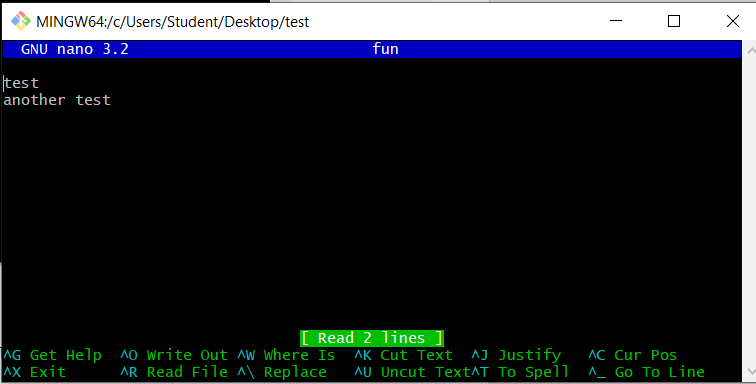 MINGW64:/c/Users/Student/Desktop/test
GNU nano 3.2 fun
test
another test
[ Read 2 lines ]
^G Get Help ^O Write Out ^W Where Is ^K Cut Text ^J Justify ^C Cur Pos
^X Exit ^R Read File ^\ Replace ^U Uncut Text^T To Spell ^_ Go To Line